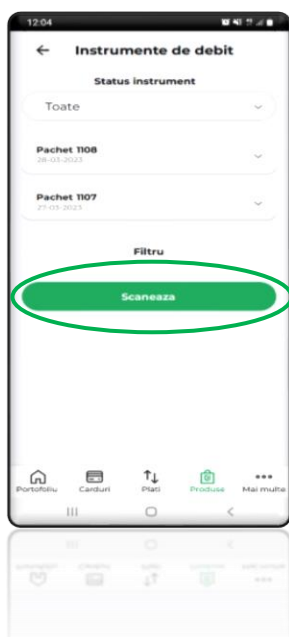 12:04
Instrumente de debit
Status instrument
Toate
Pachet 1108
28-03-2023
Pachet 1107
27-03-2023
Filtru
Scaneaza
Portofoliu Carduri Plati Produse Mai multe